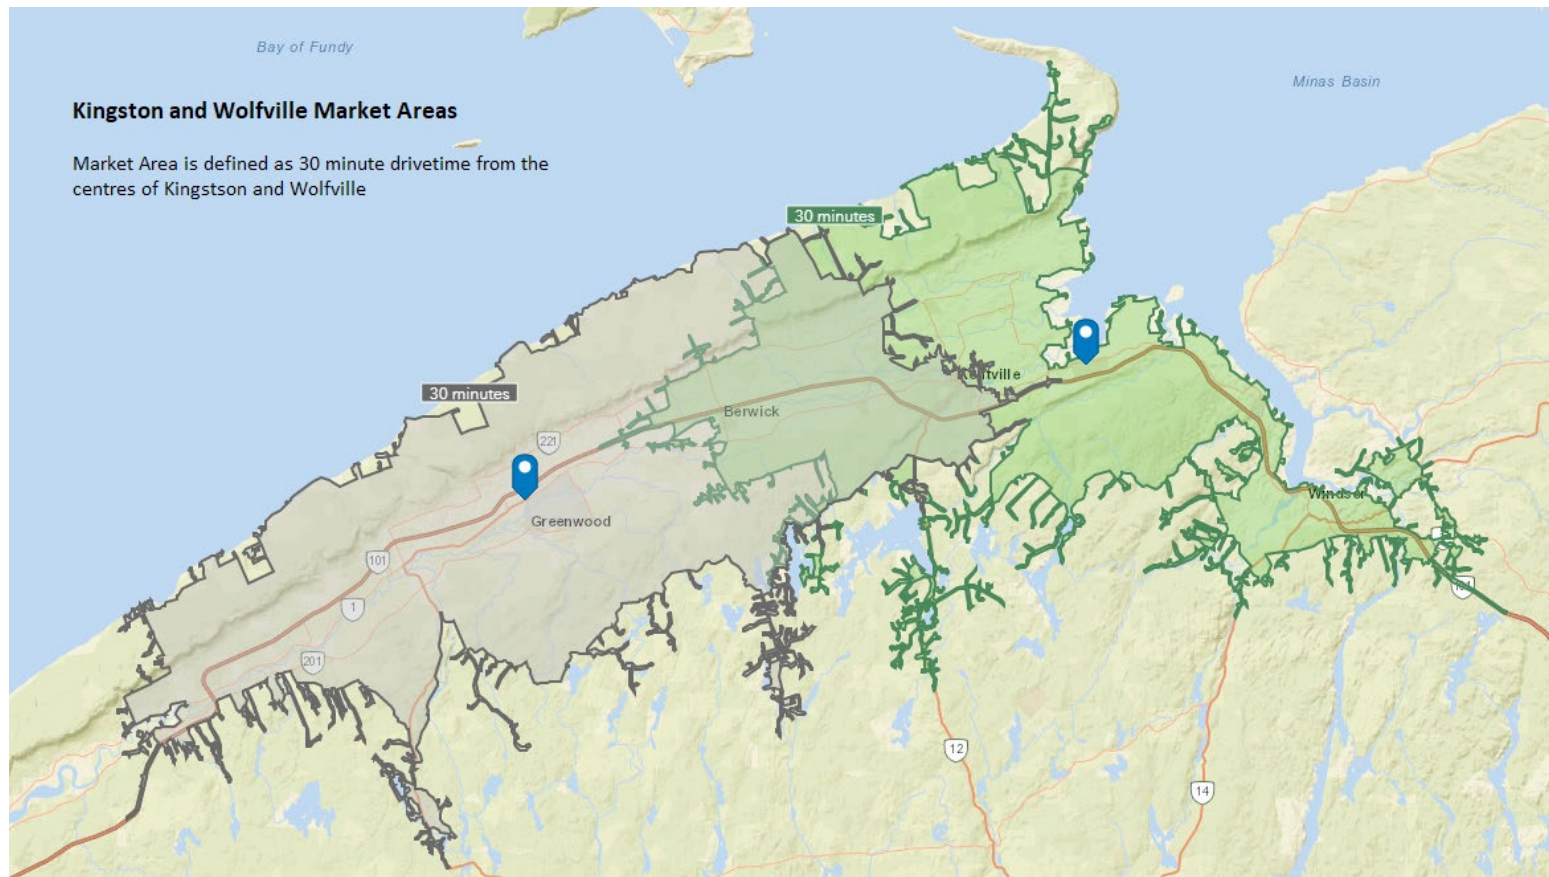 Bay of Fundy
Minas Basin
Kingston and Wolfville Market Areas
Market Area is defined as 30 minute drivetime from the
centres of Kingstson and Wolfville
30 minutes
Kentville
30 minutes
Berwick
221
Windsor
Greenwood
101
1
201
12
14